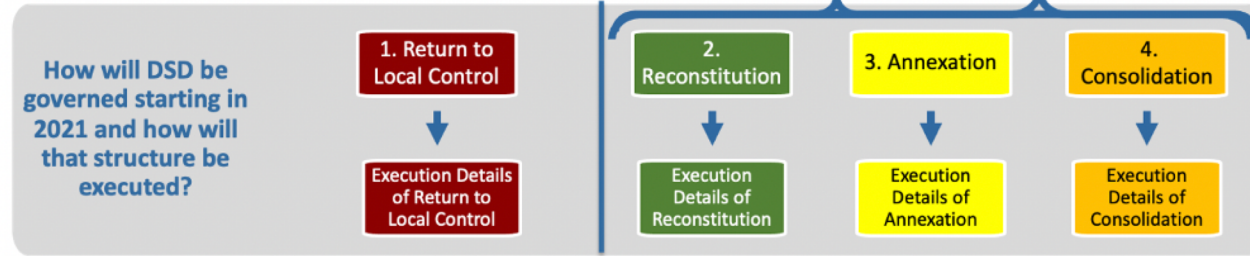 How will DSD be
governed starting in
2021 and how will
that structure be
executed?
1. Return to
Local Control
2.
Reconstitution
3. Annexation
4.
Consolidation
Execution Details
of Return to
Local Control
Execution
Details of
Reconstitution
Execution
Details of
Annexation
Execution
Details of
Consolidation